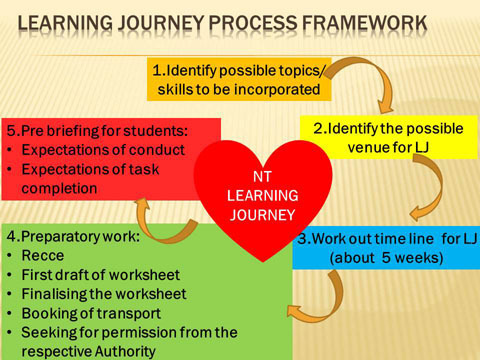 LEARNING JOURNEY PROCESS FRAMEWORK
1.Identify possible topics/
skills to be incorporated
2.Identify the possible
venue for LJ
3.Work out time line for LJ
(about 5 weeks)
4.Preparatory work:
• Recce
• First draft of worksheet
• Finalising the worksheet
• Booking of transport
• Seeking for permission from the
respective Authority
5.Pre briefing for students:
• Expectations of conduct
• Expectations of task
completion
NT
LEARNING
JOURNEY